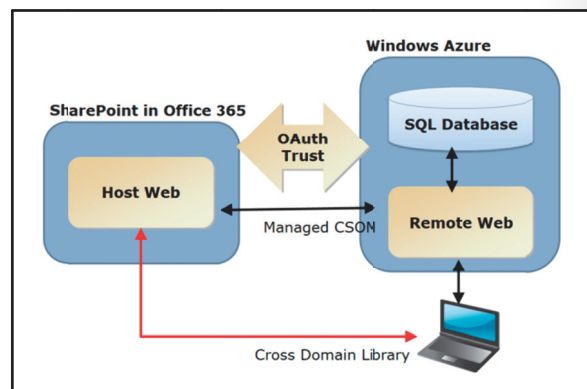 Windows Azure
SharePoint in Office 365
SQL Database
OAuth
Trust
Host Web
Remote Web
Managed CSOM
Cross Domain Library